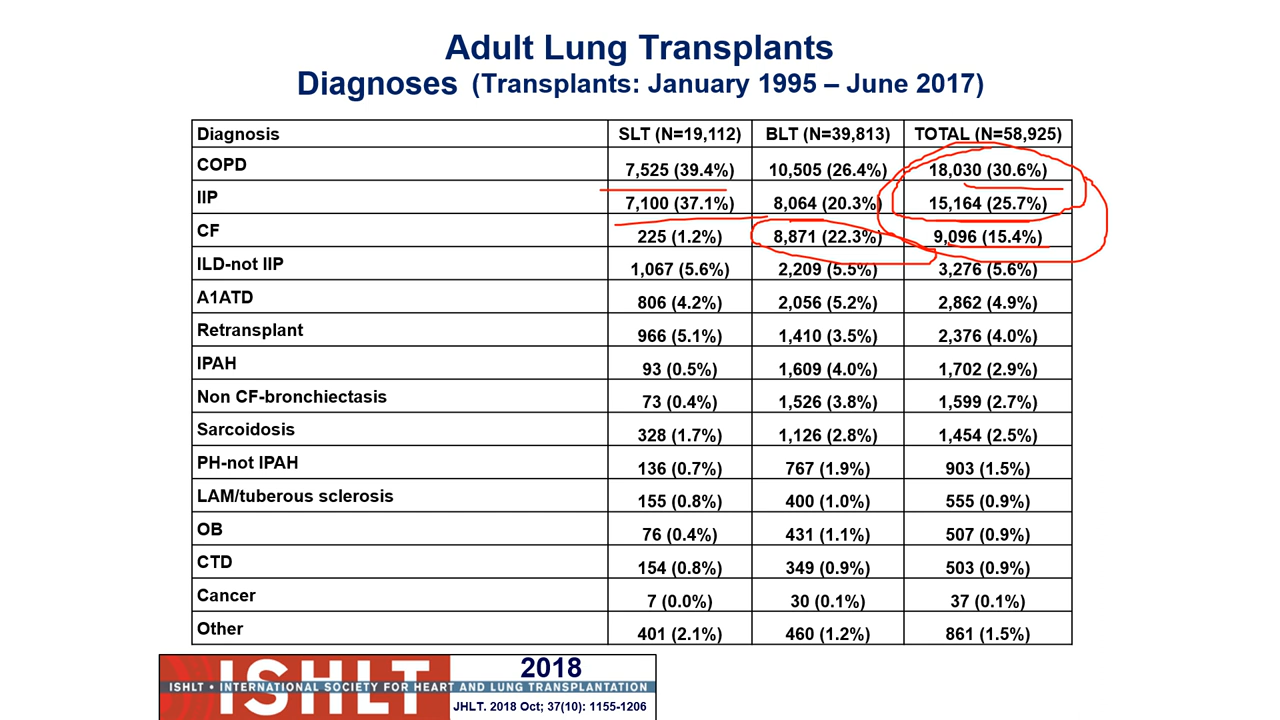 Adult Lung Transplants
Diagnoses (Transplants: January 1995 – June 2017)
Diagnosis SLT (N=19,112) BLT (N=39,813) TOTAL (N=58,925)
COPD 7,525 (39.4%) 10,505 (26.4%) 18,030 (30.6%)
IIP 7,100 (37.1%) 8,064 (20.3%) 15,164 (25.7%)
CF 225 (1.2%) 8,871 (22.3%) 9,096 (15.4%)
ILD-not IIP 1,067 (5.6%) 2,209 (5.5%) 3,276 (5.6%)
A1ATD 806 (4.2%) 2,056 (5.2%) 2,862 (4.9%)
Retransplant 966 (5.1%) 1,410 (3.5%) 2,376 (4.0%)
IPAH 93 (0.5%) 1,609 (4.0%) 1,702 (2.9%)
Non CF-bronchiectasis 73 (0.4%) 1,526 (3.8%) 1,599 (2.7%)
Sarcoidosis 328 (1.7%) 1,126 (2.8%) 1,454 (2.5%)
PH-not IPAH 136 (0.7%) 767 (1.9%) 903 (1.5%)
LAM/tuberous sclerosis 155 (0.8%) 400 (1.0%) 555 (0.9%)
OB 76 (0.4%) 431 (1.1%) 507 (0.9%)
CTD 154 (0.8%) 349 (0.9%) 503 (0.9%)
Cancer 7 (0.0%) 30 (0.1%) 37 (0.1%)
Other 401 (2.1%) 460 (1.2%) 861 (1.5%)
ISHLT 2018
ISHLT • INTERNATIONAL SOCIETY FOR HEART AND LUNG TRANSPLANTATION
JHLT. 2018 Oct; 37(10): 1155-1206